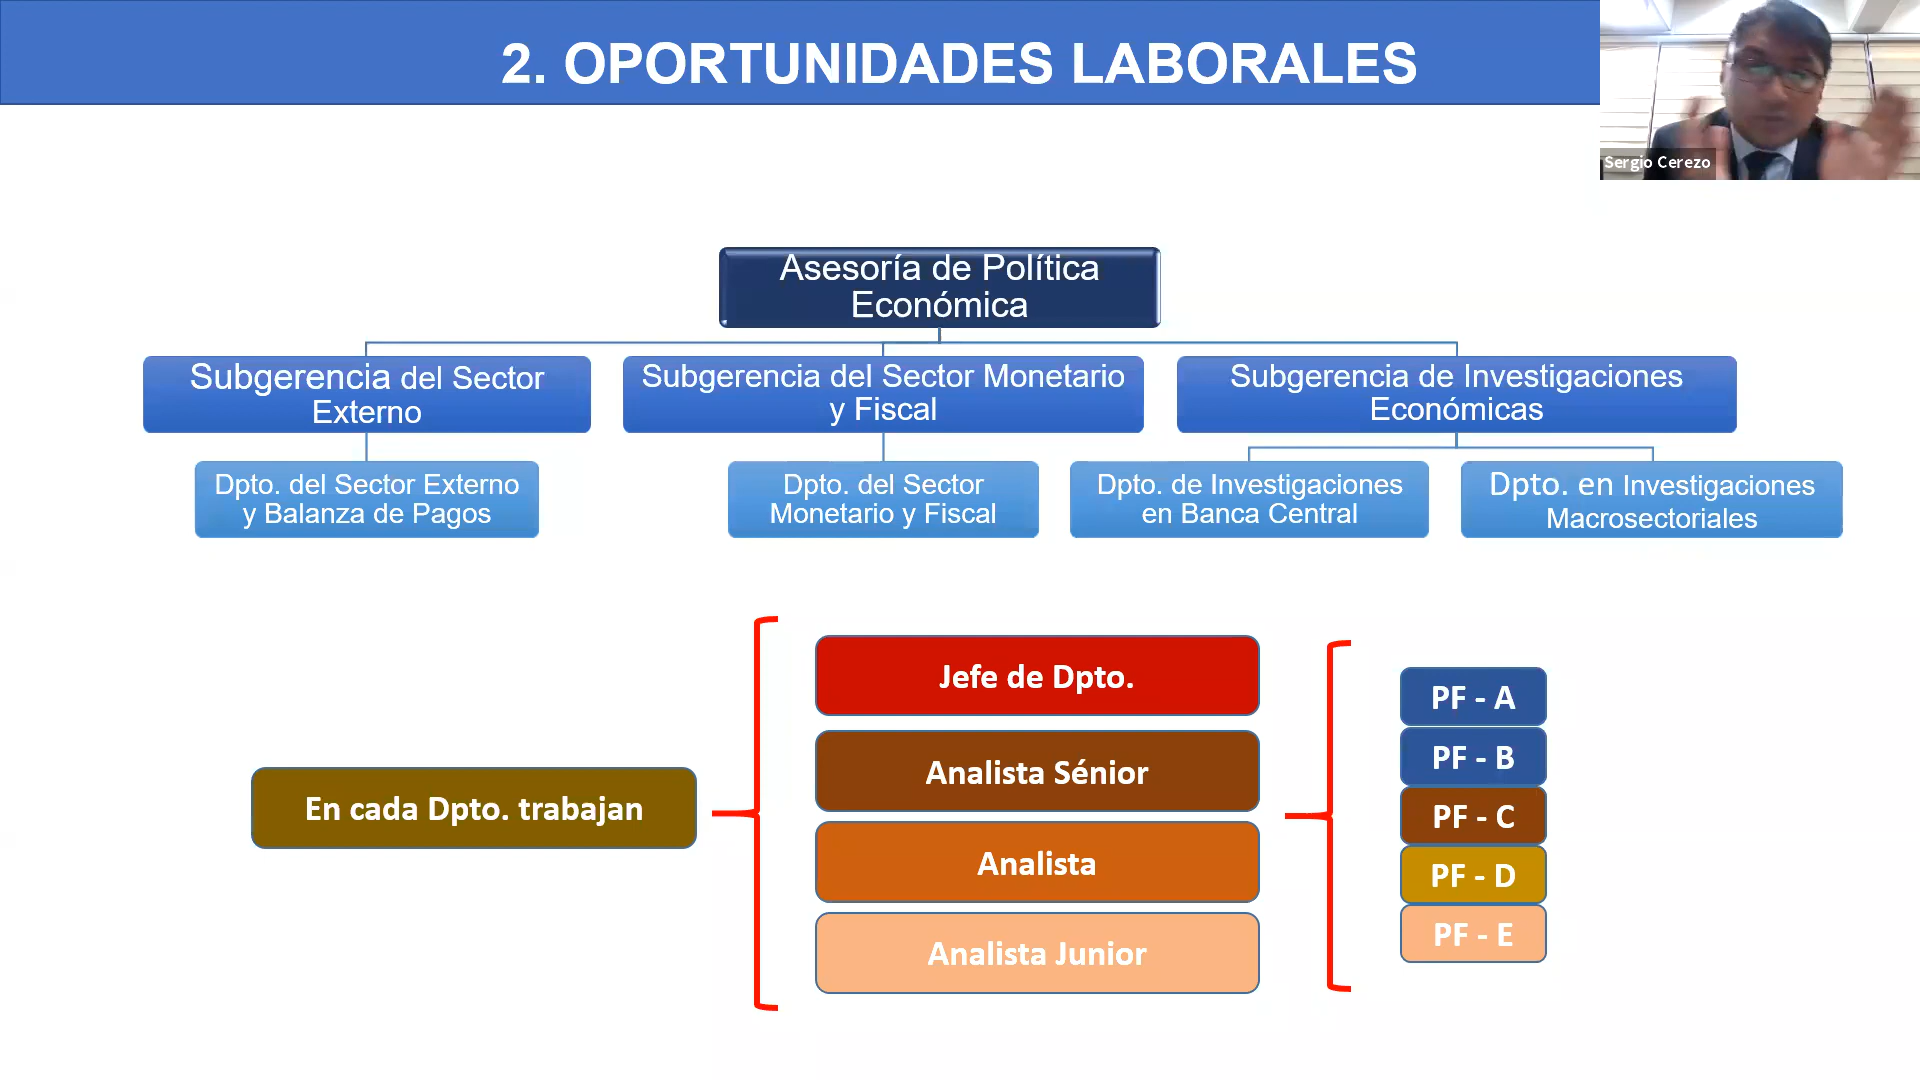 2. OPORTUNIDADES LABORALES
Sergio Cerezo
Asesoría de Política
Económica
Subgerencia del Sector
Externo
Subgerencia del Sector Monetario
y Fiscal
Subgerencia de Investigaciones
Económicas
Dpto. del Sector Externo
y Balanza de Pagos
Dpto. del Sector
Monetario y Fiscal
Dpto. de Investigaciones
en Banca Central
Dpto. en Investigaciones
Macrosectoriales
En cada Dpto. trabajan
Jefe de Dpto.
Analista Sénior
Analista
Analista Junior
PF - A
PF - B
PF - C
PF - D
PF - E